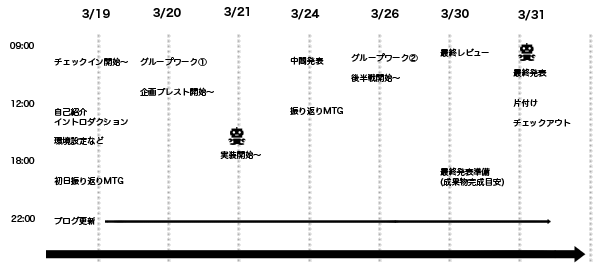 3/19
3/20
3/21
3/24
3/26
3/30
3/31
09:00
チェックイン開始〜
グループワーク①
企画ブレスト開始〜
中間発表
グループワーク②
後半戦開始〜
最終レビュー
最終発表
12:00
自己紹介
イントロダクション
環境設定など
実装開始〜
振り返りMTG
片付け
チェックアウト
18:00
初日振り返りMTG
最終発表準備
(成果物完成目安)
22:00
ブログ更新